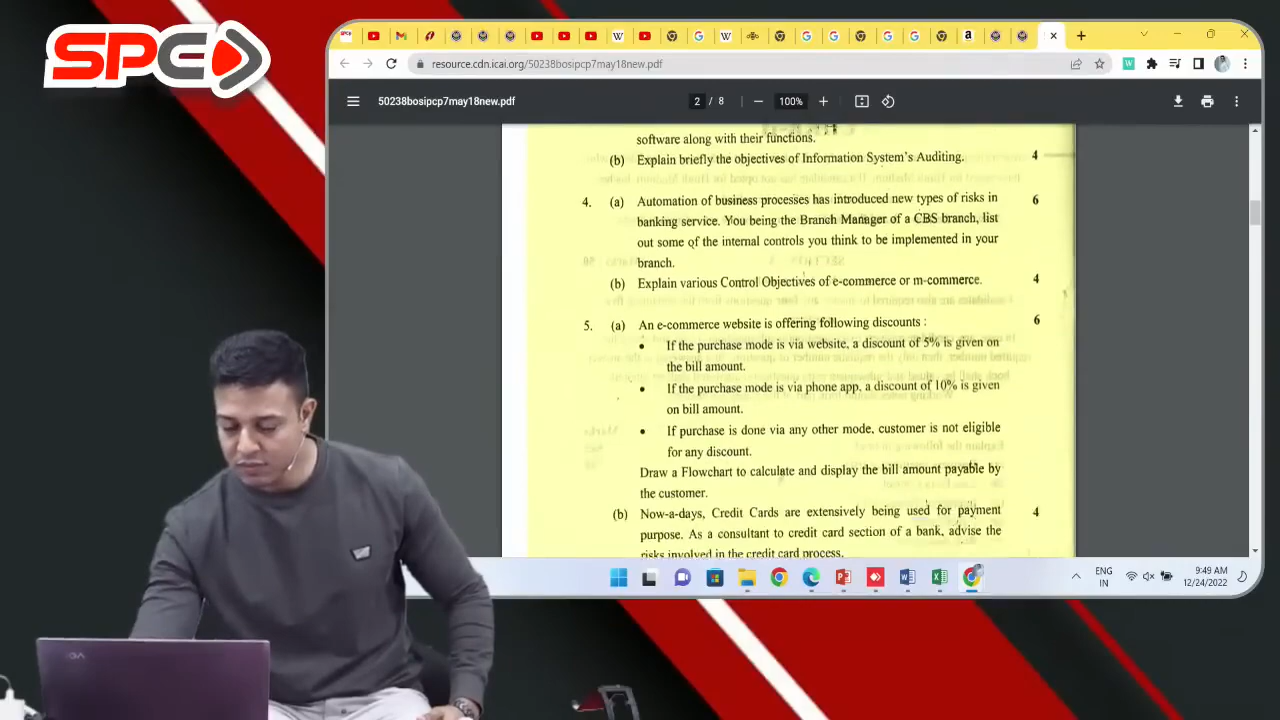 SPC
resource.cdn.icai.org/50238bosipcp7may18new.pdf
50238bosipcp7may18new.pdf
2 / 8
100%
software along with their functions.
(b) Explain briefly the objectives of Information System's Auditing. 4
4. (a) Automation of business processes has introduced new types of risks in 6
banking service. You being the Branch Manager of a CBS branch, list
out some of the internal controls you think to be implemented in your
branch.
(b) Explain various Control Objectives of e-commerce or m-commerce. 4
5. (a) An e-commerce website is offering following discounts : 6
• If the purchase mode is via website, a discount of 5% is given on
the bill amount.
• If the purchase mode is via phone app, a discount of 10% is given
on bill amount.
• If purchase is done via any other mode, customer is not eligible
for any discount.
Draw a Flowchart to calculate and display the bill amount payable by
the customer.
(b) Now-a-days, Credit Cards are extensively being used for payment 4
purpose. As a consultant to credit card section of a bank, advise the
risks involved in the credit card process.
ENG
IN
9:49 AM
12/24/2022